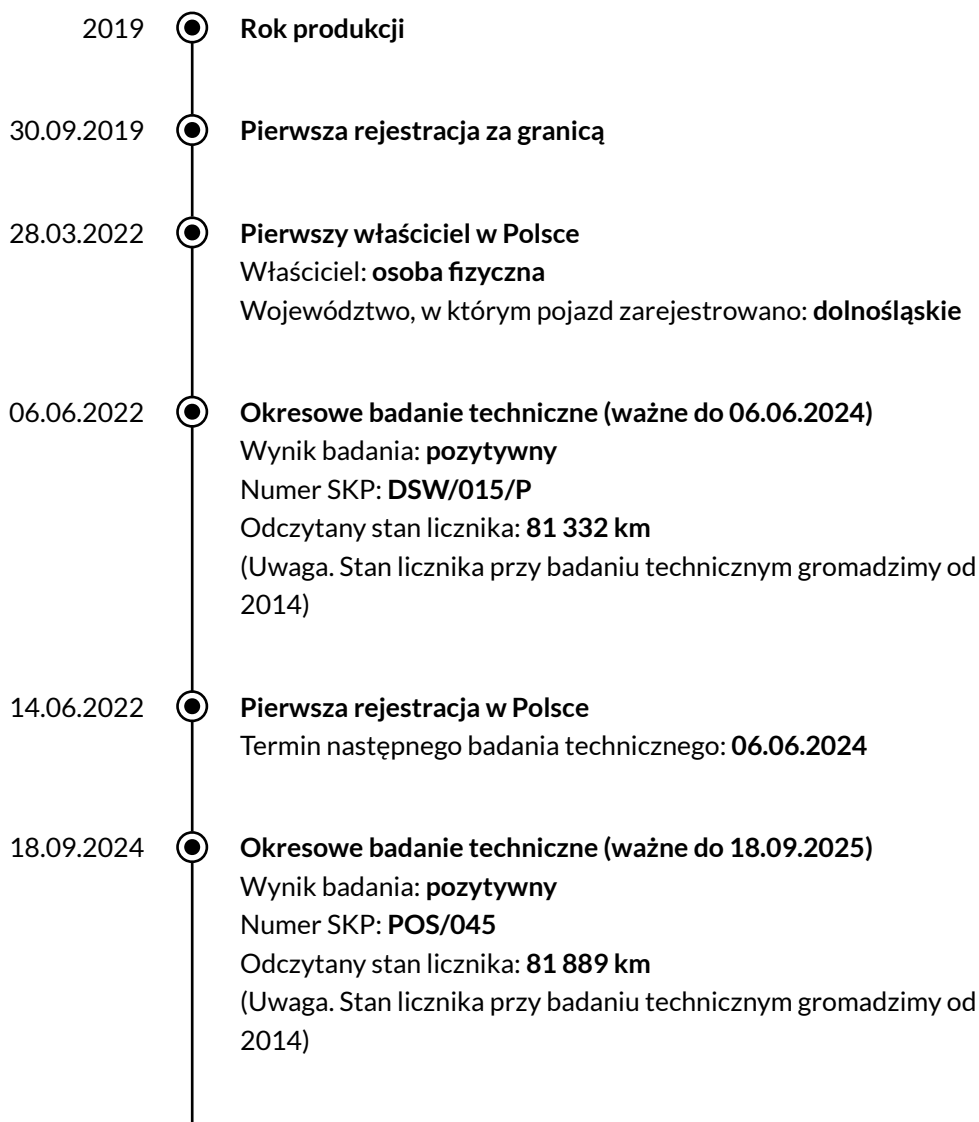 2019 Rok produkcji
30.09.2019 Pierwsza rejestracja za granicą
28.03.2022 Pierwszy właściciel w Polsce
Właściciel: osoba fizyczna
Województwo, w którym pojazd zarejestrowano: dolnośląskie
06.06.2022 Okresowe badanie techniczne (ważne do 06.06.2024)
Wynik badania: pozytywny
Numer SKP: DSW/015/P
Odczytany stan licznika: 81 332 km
(Uwaga. Stan licznika przy badaniu technicznym gromadzimy od
2014)
14.06.2022 Pierwsza rejestracja w Polsce
Termin następnego badania technicznego: 06.06.2024
18.09.2024 Okresowe badanie techniczne (ważne do 18.09.2025)
Wynik badania: pozytywny
Numer SKP: POS/045
Odczytany stan licznika: 81 889 km
(Uwaga. Stan licznika przy badaniu technicznym gromadzimy od
2014)